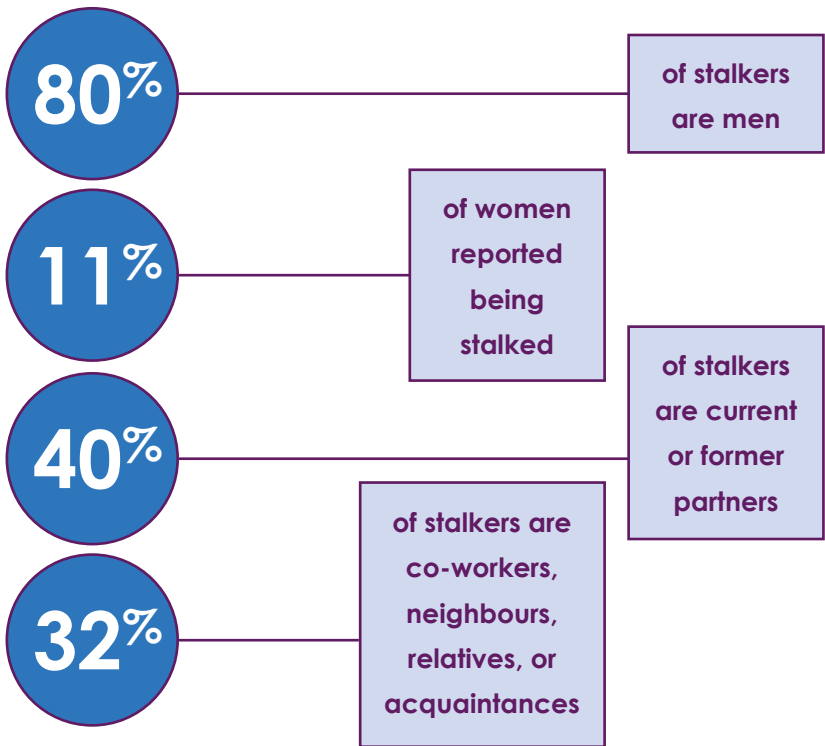 80%
of stalkers
are men
11%
of women
reported
being
stalked
40%
of stalkers
are current
or former
partners
32%
of stalkers are
co-workers,
neighbours,
relatives, or
acquaintances